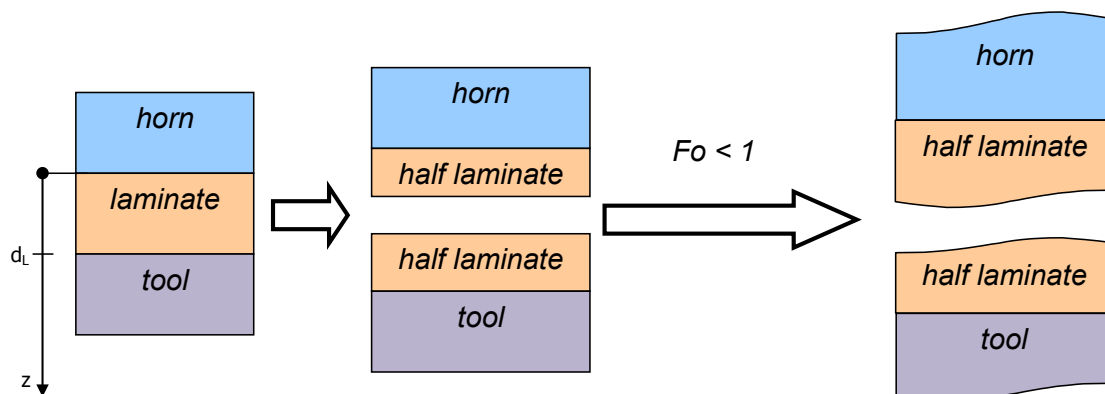 horn
laminate
tool
d_L
z
horn
half laminate
half laminate
tool
Fo < 1
horn
half laminate
half laminate
tool